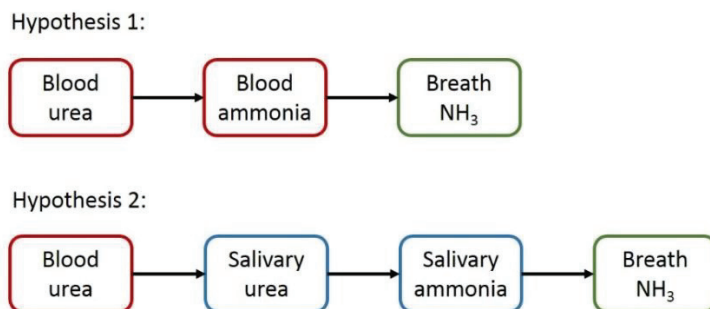 Hypothesis 1:
Blood
urea
Blood
ammonia
Breath
NH₃
Hypothesis 2:
Blood
urea
Salivary
urea
Salivary
ammonia
Breath
NH₃